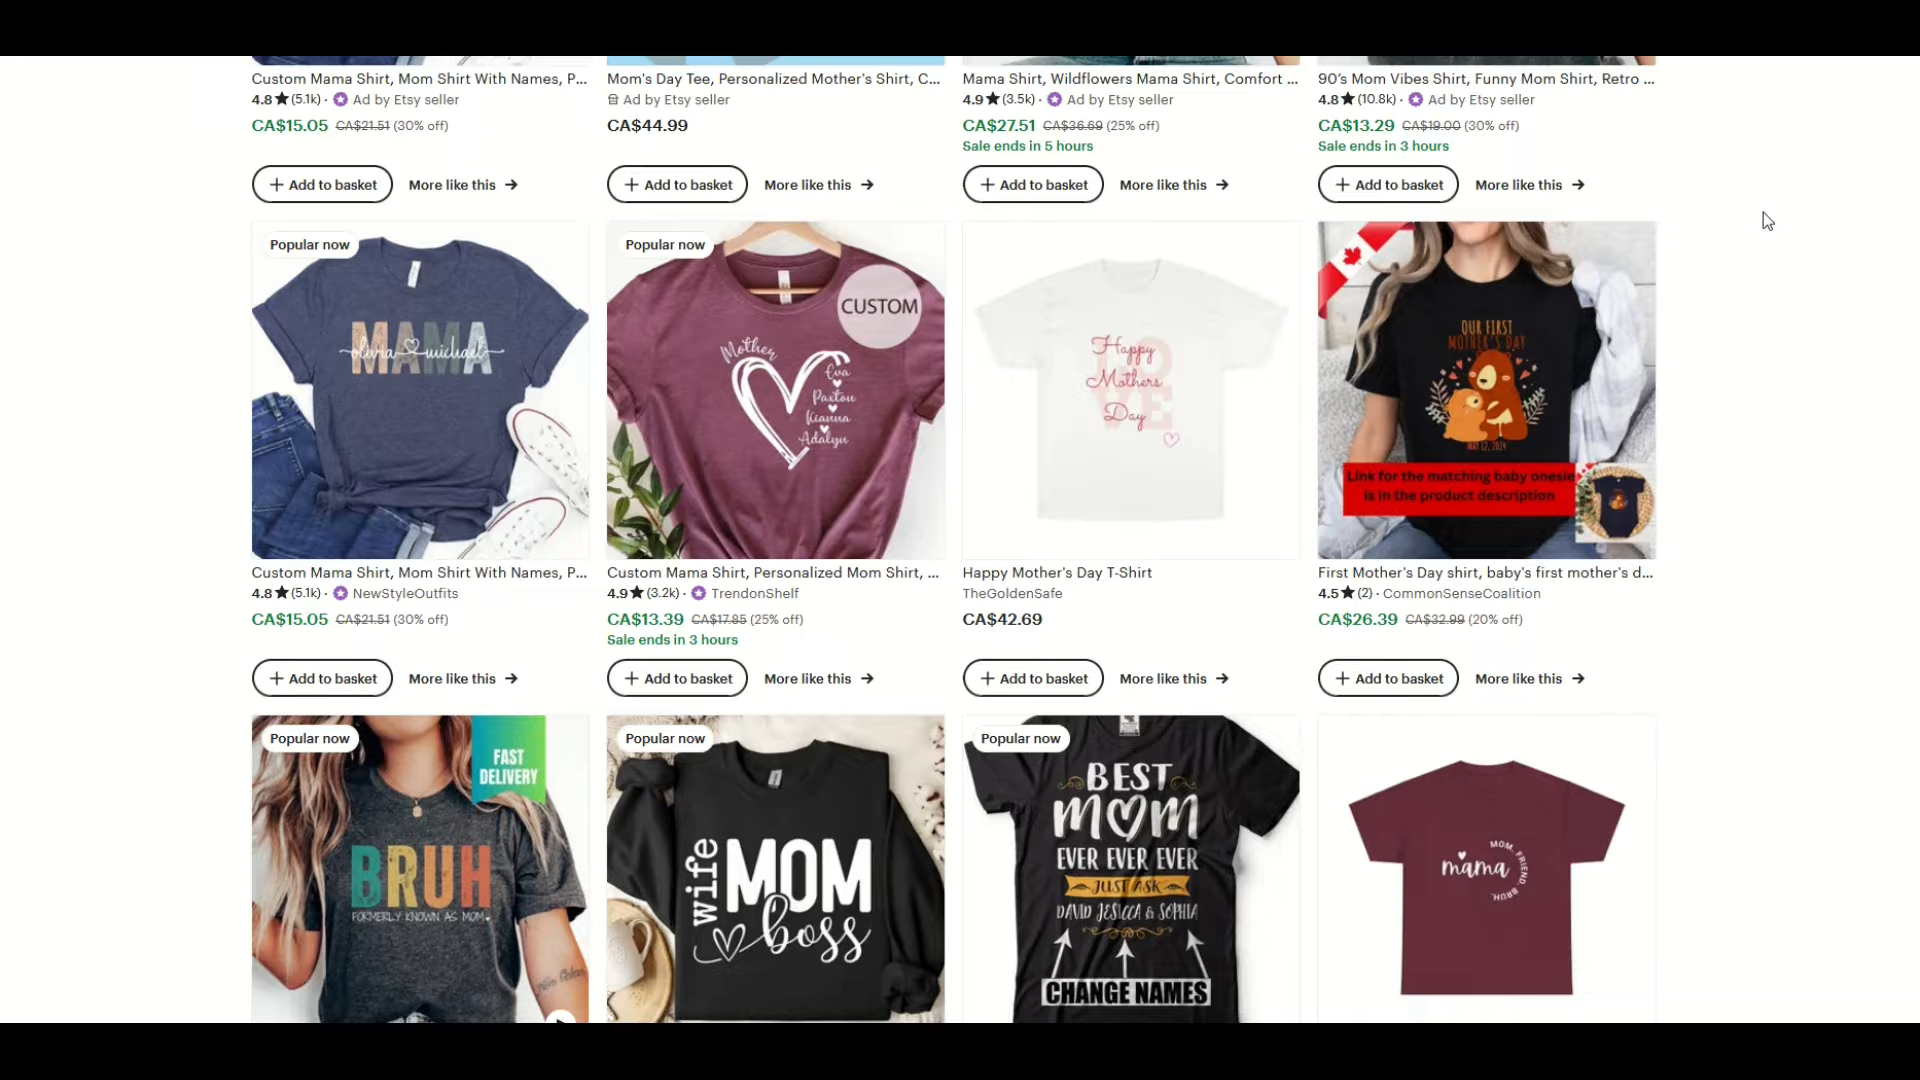 Custom Mama Shirt, Mom Shirt With Names, P...
4.8★(5.1k) · Ad by Etsy seller
CA$15.05 CA$21.51 (30% off)
+ Add to basket More like this →
Mom's Day Tee, Personalized Mother's Shirt, C...
Ad by Etsy seller
CA$44.99
+ Add to basket More like this →
Mama Shirt, Wildflowers Mama Shirt, Comfort ...
4.9★(3.5k) · Ad by Etsy seller
CA$27.51 CA$36.69 (25% off)
Sale ends in 5 hours
+ Add to basket More like this →
90's Mom Vibes Shirt, Funny Mom Shirt, Retro ...
4.8★(10.8k) · Ad by Etsy seller
CA$13.29 CA$19.00 (30% off)
Sale ends in 3 hours
+ Add to basket More like this →
Popular now
MAMA
olivia michael
Custom Mama Shirt, Mom Shirt With Names, P...
4.8★(5.1k) · NewStyleOutfits
CA$15.05 CA$21.51 (30% off)
+ Add to basket More like this →
Popular now
CUSTOM
Mother
Eva
Paxton
Kianna
Adalyn
Custom Mama Shirt, Personalized Mom Shirt, ...
4.9★(3.2k) · TrendonShelf
CA$13.39 CA$17.85 (25% off)
Sale ends in 3 hours
+ Add to basket More like this →
LOVE
Happy
Mothers
Day
Happy Mother's Day T-Shirt
TheGoldenSafe
CA$42.69
+ Add to basket More like this →
OUR FIRST
MOTHER'S DAY
MAY 12, 2024
Link for the matching baby onesie
is in the product description
First Mother's Day shirt, baby's first mother's d...
4.5★(2) · CommonSenseCoalition
CA$26.39 CA$32.99 (20% off)
+ Add to basket More like this →
Popular now
FAST
DELIVERY
BRUH
FORMERLY KNOWN AS MOM
Popular now
wife
MOM
boss
Popular now
BEST
MOM
EVER EVER EVER
JUST ASK
DAVID JESICCA & SOPHIA
CHANGE NAMES
mama
MOM. FRIEND. BRUH.